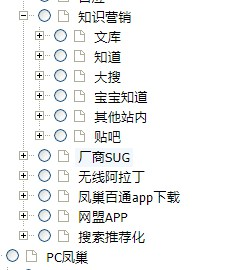 知识营销
文库
知道
大搜
宝宝知道
其他站内
贴吧
厂商SUG
无线阿拉丁
凤巢百通app下载
网盟APP
搜索推荐化
PC凤巢